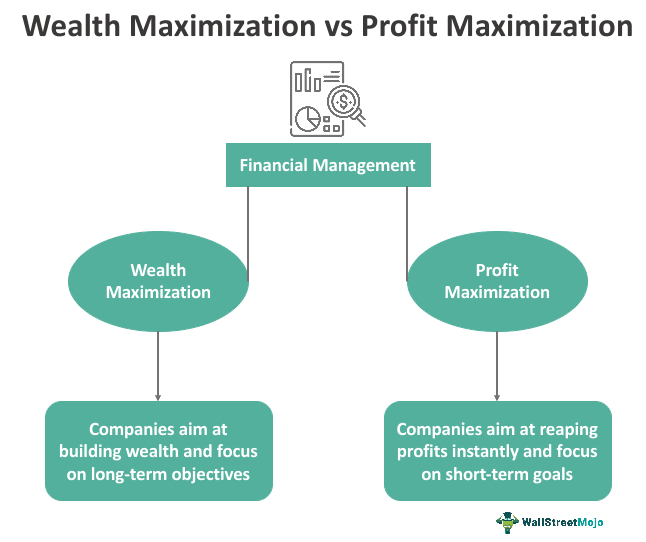 Wealth Maximization vs Profit Maximization
$
Financial Management
Wealth
Maximization
Profit
Maximization
Companies aim at
building wealth and focus
on long-term objectives
Companies aim at reaping
profits instantly and focus
on short-term goals
WallStreetMojo